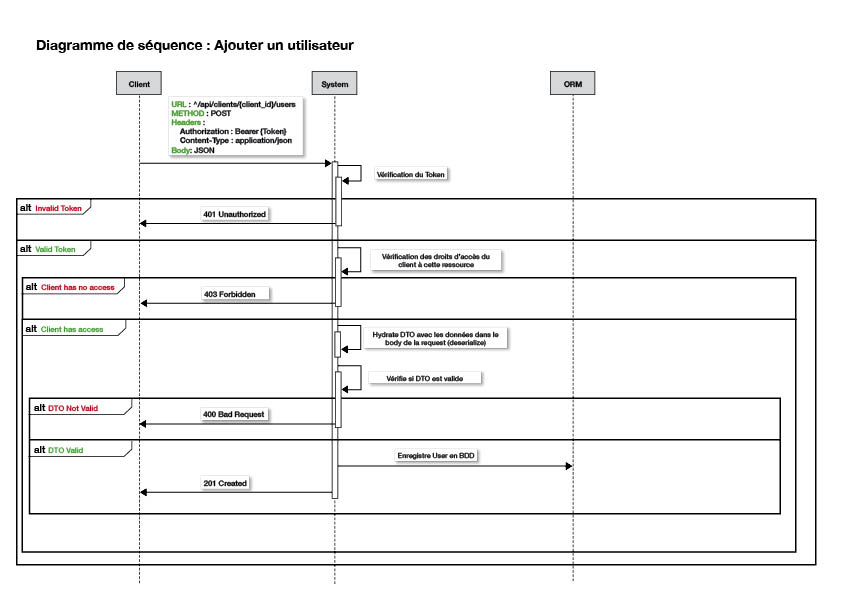 Diagramme de séquence : Ajouter un utilisateur
Client
System
ORM
URL : ^/api/clients/{client_id}/users
METHOD : POST
Headers :
Authorization : Bearer {Token}
Content-Type : application/json
Body: JSON
Vérification du Token
alt Invalid Token
401 Unauthorized
alt Valid Token
Vérification des droits d'accès du
client à cette ressource
alt Client has no access
403 Forbidden
alt Client has access
Hydrate DTO avec les données dans le
body de la request (deserialize)
Vérifie si DTO est valide
alt DTO Not Valid
400 Bad Request
alt DTO Valid
Enregistre User en BDD
201 Created